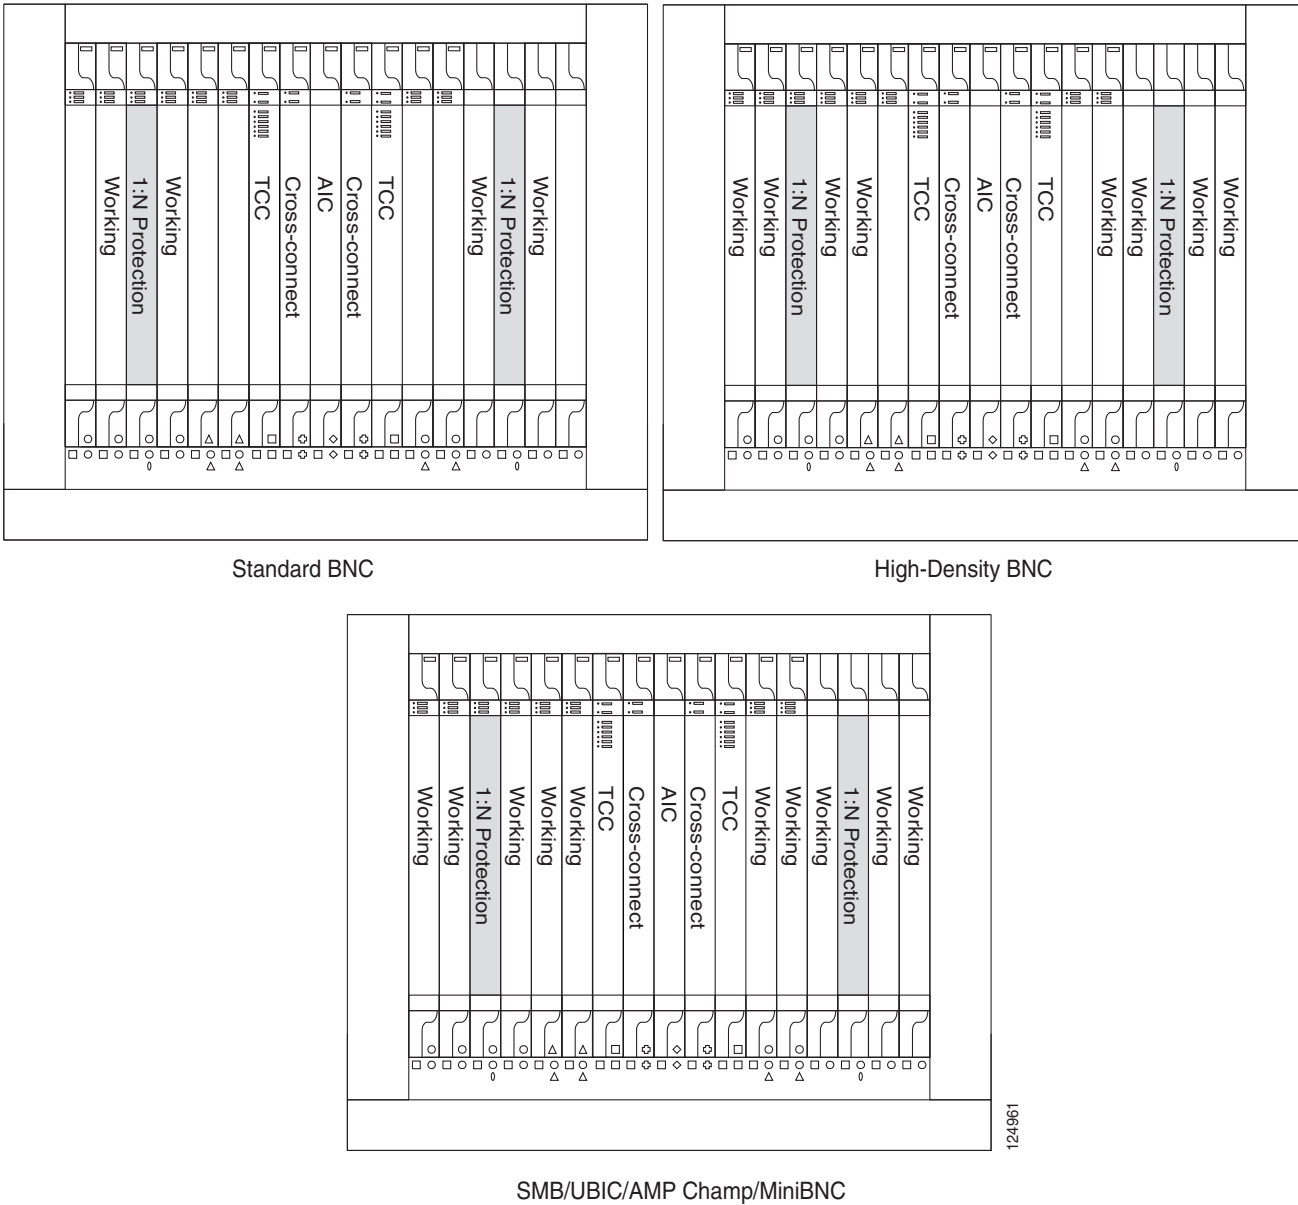 Working
1:N Protection
Working
TCC
Cross-connect
AIC
Cross-connect
TCC
Working
1:N Protection
Working
Standard BNC
Working
Working
1:N Protection
Working
Working
TCC
Cross-connect
AIC
Cross-connect
TCC
Working
Working
1:N Protection
Working
Working
High-Density BNC
Working
Working
1:N Protection
Working
Working
Working
TCC
Cross-connect
AIC
Cross-connect
TCC
Working
Working
Working
1:N Protection
Working
Working
124961
SMB/UBIC/AMP Champ/MiniBNC